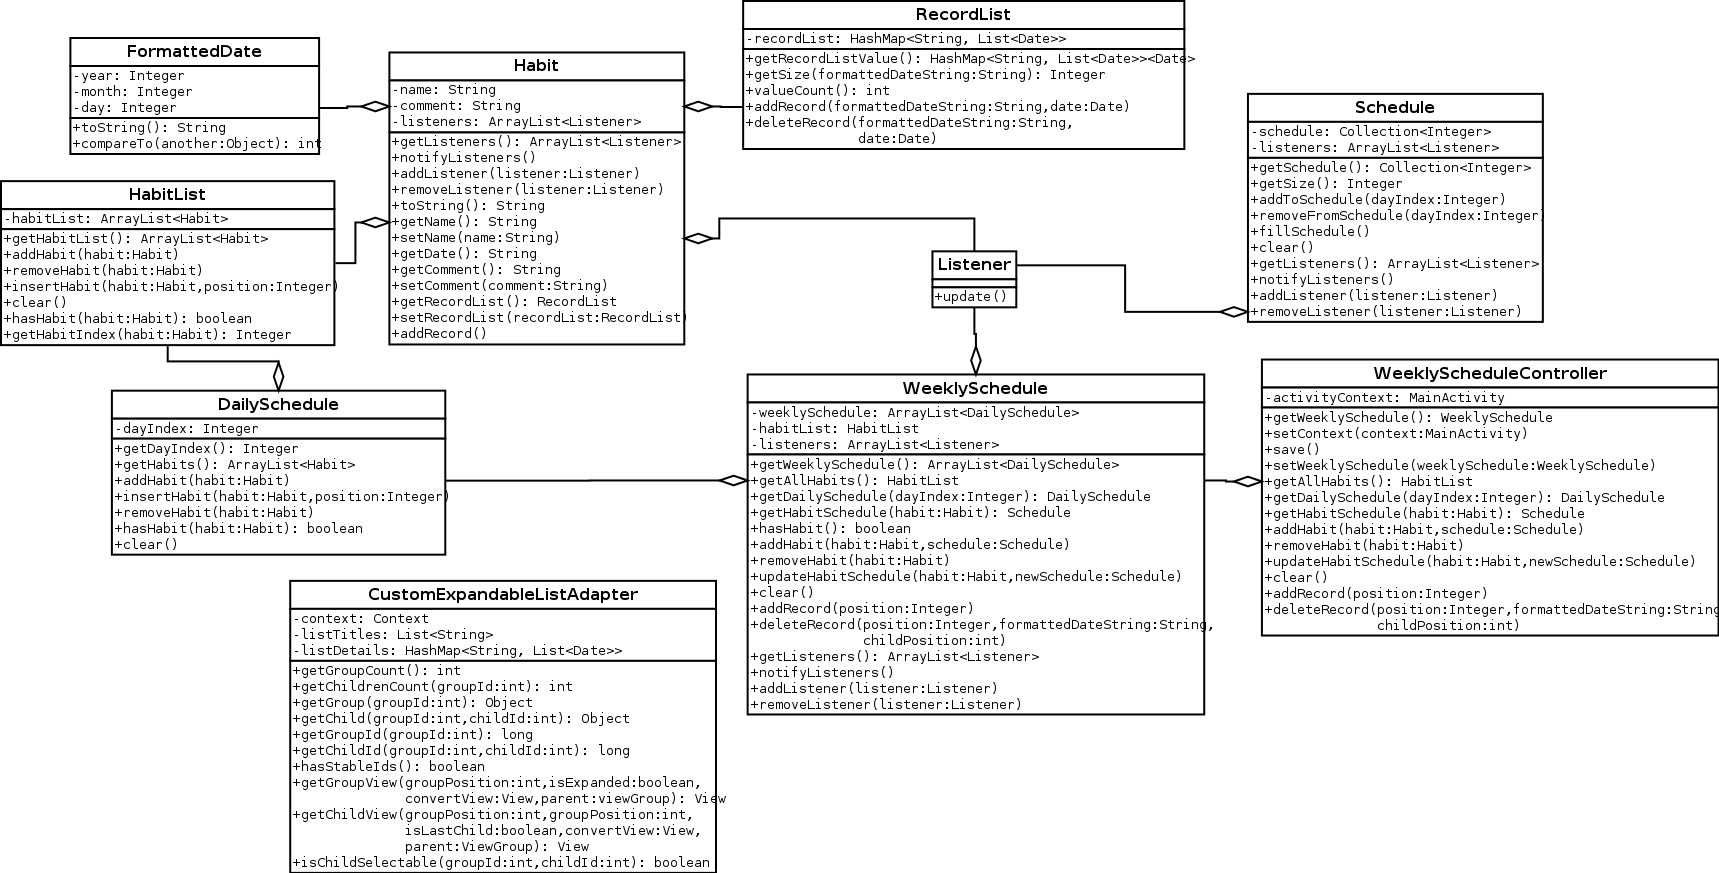 FormattedDate
-year: Integer
-month: Integer
-day: Integer
+toString(): String
+compareTo(another:Object): int
Habit
-name: String
-comment: String
-listeners: ArrayList<Listener>
+getListeners(): ArrayList<Listener>
+notifyListeners()
+addListener(listener:Listener)
+removeListener(listener:Listener)
+toString(): String
+getName(): String
+setName(name:String)
+getDate(): String
+getComment(): String
+setComment(comment:String)
+getRecordList(): RecordList
+setRecordList(recordList:RecordList)
+addRecord()
RecordList
-recordList: HashMap<String, List<Date>>
+getRecordListValue(): HashMap<String, List<Date>><Date>
+getSize(formattedDateString:String): Integer
+valueCount(): int
+addRecord(formattedDateString:String,date:Date)
+deleteRecord(formattedDateString:String,
date:Date)
Schedule
-schedule: Collection<Integer>
-listeners: ArrayList<Listener>
+getSchedule(): Collection<Integer>
+getSize(): Integer
+addToSchedule(dayIndex:Integer)
+removeFromSchedule(dayIndex:Integer)
+fillSchedule()
+clear()
+getListeners(): ArrayList<Listener>
+notifyListeners()
+addListener(listener:Listener)
+removeListener(listener:Listener)
HabitList
-habitList: ArrayList<Habit>
+getHabitList(): ArrayList<Habit>
+addHabit(habit:Habit)
+removeHabit(habit:Habit)
+insertHabit(habit:Habit,position:Integer)
+clear()
+hasHabit(habit:Habit): boolean
+getHabitIndex(habit:Habit): Integer
Listener
+update()
DailySchedule
-dayIndex: Integer
+getDayIndex(): Integer
+getHabits(): ArrayList<Habit>
+addHabit(habit:Habit)
+insertHabit(habit:Habit,position:Integer)
+removeHabit(habit:Habit)
+hasHabit(habit:Habit): boolean
+clear()
WeeklySchedule
-weeklySchedule: ArrayList<DailySchedule>
-habitList: HabitList
-listeners: ArrayList<Listener>
+getWeeklySchedule(): ArrayList<DailySchedule>
+getAllHabits(): HabitList
+getDailySchedule(dayIndex:Integer): DailySchedule
+getHabitSchedule(habit:Habit): Schedule
+hasHabit(): boolean
+addHabit(habit:Habit,schedule:Schedule)
+removeHabit(habit:Habit)
+updateHabitSchedule(habit:Habit,newSchedule:Schedule)
+clear()
+addRecord(position:Integer)
+deleteRecord(position:Integer,formattedDateString:String,
childPosition:int)
+getListeners(): ArrayList<Listener>
+notifyListeners()
+addListener(listener:Listener)
+removeListener(listener:Listener)
WeeklyScheduleController
-activityContext: MainActivity
+getWeeklySchedule(): WeeklySchedule
+setContext(context:MainActivity)
+save()
+setWeeklySchedule(weeklySchedule:WeeklySchedule)
+getAllHabits(): HabitList
+getDailySchedule(dayIndex:Integer): DailySchedule
+getHabitSchedule(habit:Habit): Schedule
+addHabit(habit:Habit,schedule:Schedule)
+removeHabit(habit:Habit)
+updateHabitSchedule(habit:Habit,newSchedule:Schedule)
+clear()
+addRecord(position:Integer)
+deleteRecord(position:Integer,formattedDateString:String
childPosition:int)
CustomExpandableListAdapter
-context: Context
-listTitles: List<String>
-listDetails: HashMap<String, List<Date>>
+getGroupCount(): int
+getChildrenCount(groupId:int): int
+getGroup(groupId:int): Object
+getChild(groupId:int,childId:int): Object
+getGroupId(groupId:int): long
+getChildId(groupId:int,childId:int): long
+hasStableIds(): boolean
+getGroupView(groupPosition:int,isExpanded:boolean,
convertView:View,parent:viewGroup): View
+getChildView(groupPosition:int,groupPosition:int,
isLastChild:boolean,convertView:View,
parent:ViewGroup): View
+isChildSelectable(groupId:int,childId:int): boolean